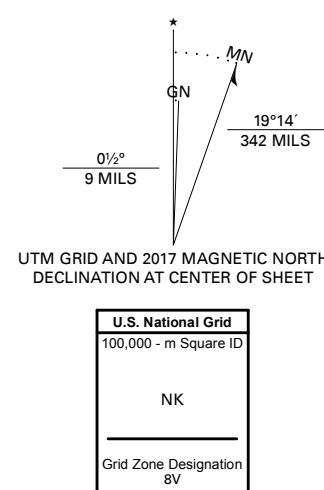 ★
MN
GN
19°14´
342 MILS
0½°
9 MILS
UTM GRID AND 2017 MAGNETIC NORTH
DECLINATION AT CENTER OF SHEET
U.S. National Grid
100,000 - m Square ID
NK
Grid Zone Designation
8V